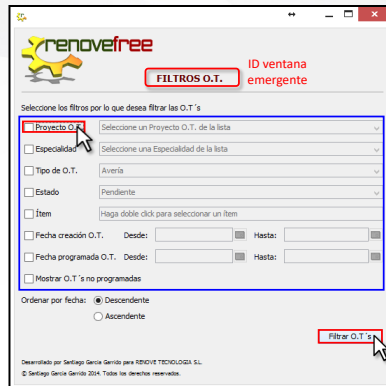 renovefree
FILTROS O.T.
ID ventana
emergente
Seleccione los filtros por lo que desea filtrar las O.T´s
Proyecto O.T. Seleccione un Proyecto O.T. de la lista
Especialidad Seleccione una Especialidad de la lista
Tipo de O.T. Avería
Estado Pendiente
Ítem Haga doble click para seleccionar un ítem
Fecha creación O.T. Desde: Hasta:
Fecha programada O.T. Desde: Hasta:
Mostrar O.T´s no programadas
Ordenar por fecha: Descendente
Ascendente
Filtrar O.T´s
Desarrollado por Santiago García Garrido para RENOVE TECNOLOGIA S.L.
© Santiago García Garrido 2014. Todos los derechos reservados.